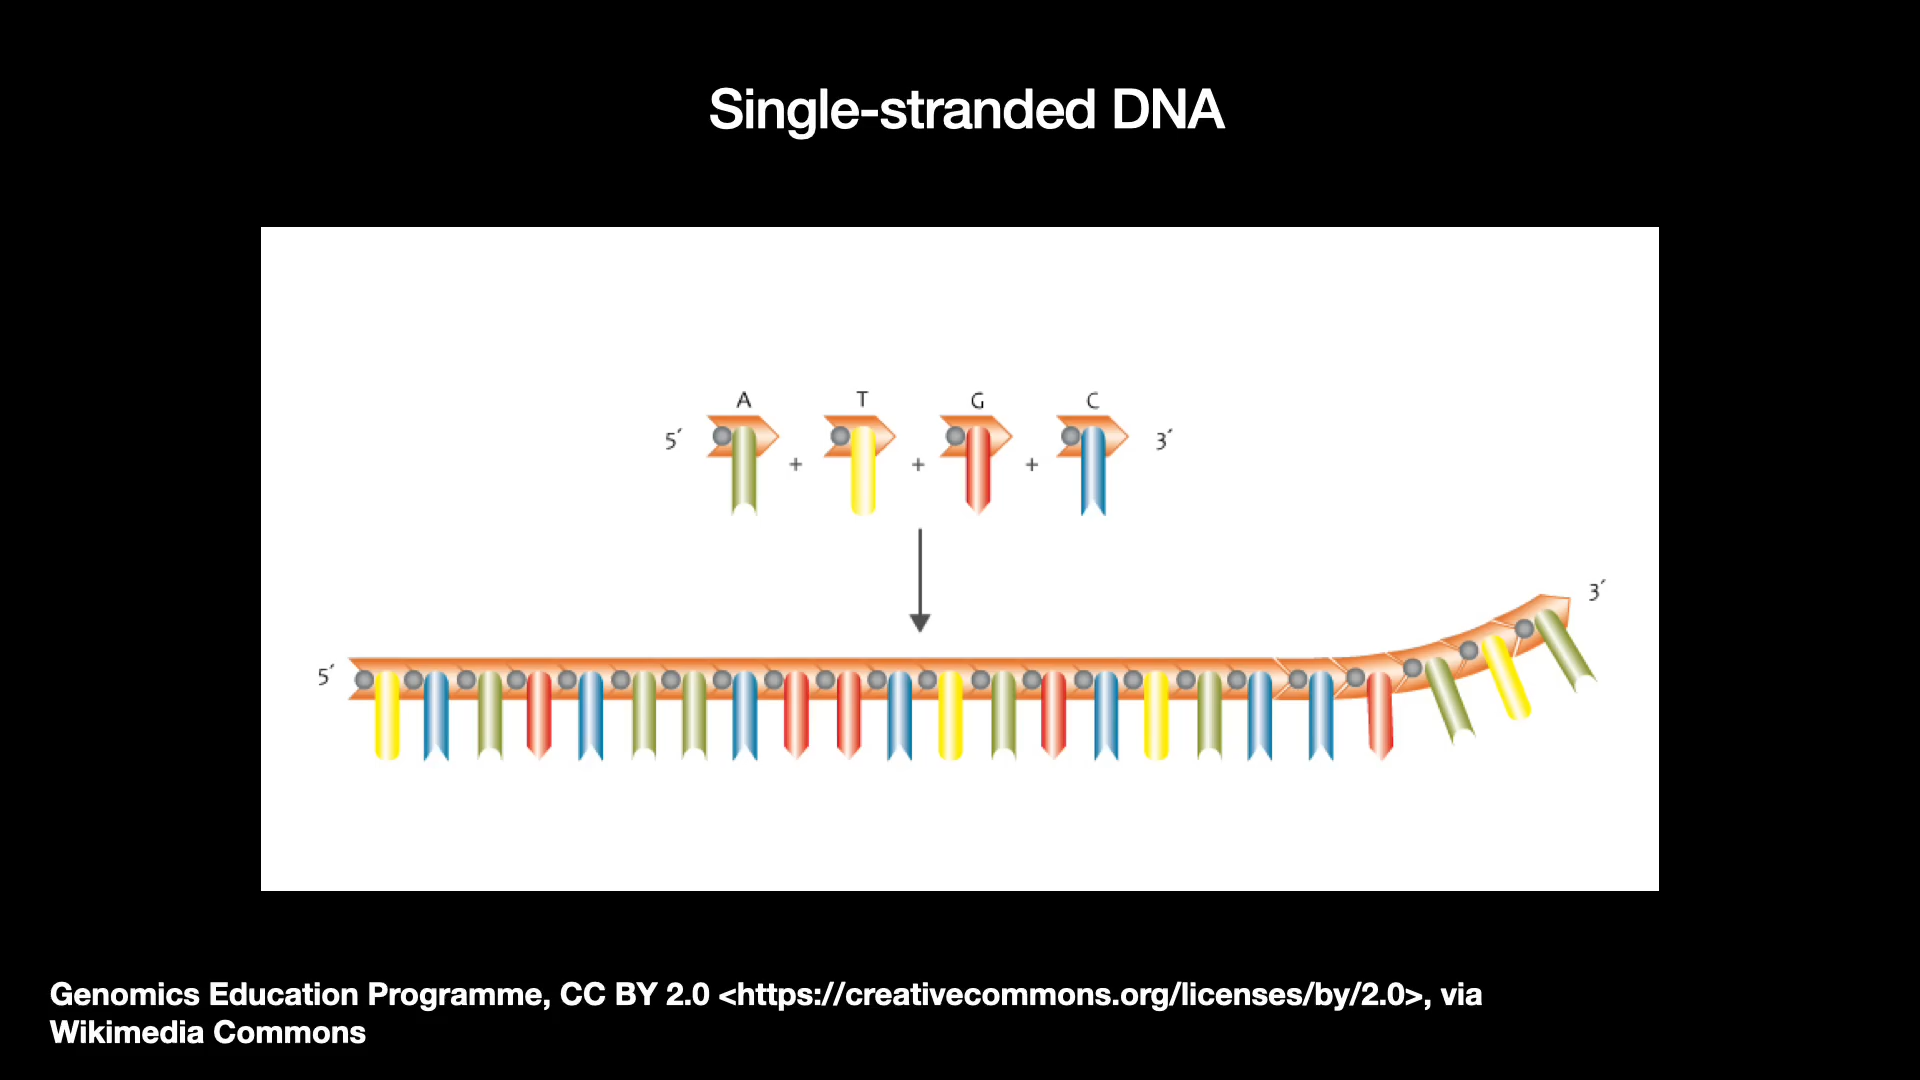 Single-stranded DNA
A T G C
5´ + + + 3´
3´
5´
Genomics Education Programme, CC BY 2.0 <https://creativecommons.org/licenses/by/2.0>, via
Wikimedia Commons